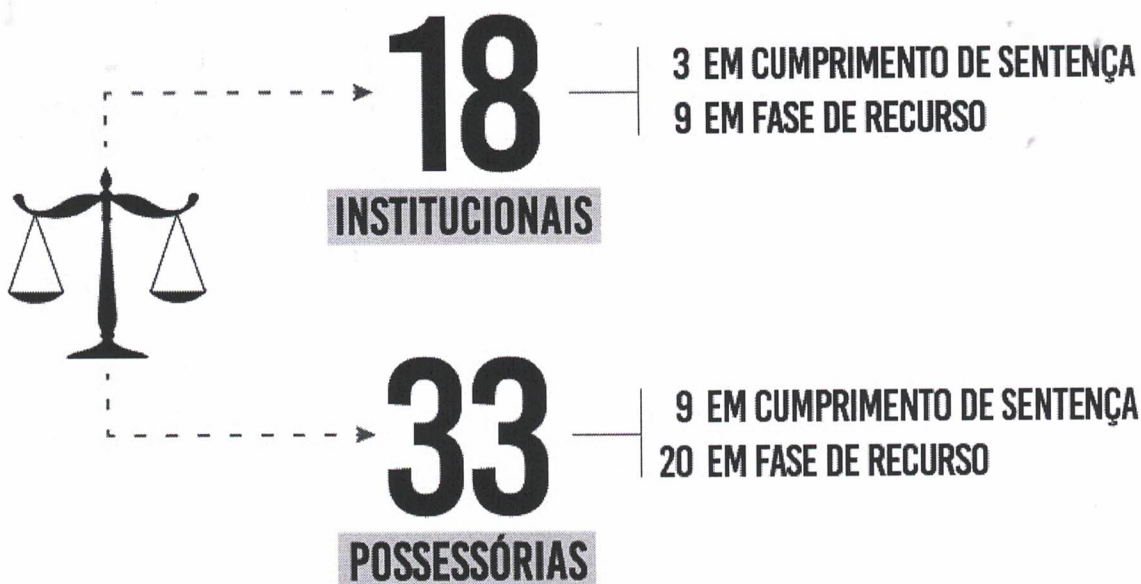 18
INSTITUCIONAIS
3 EM CUMPRIMENTO DE SENTENÇA
9 EM FASE DE RECURSO
33
POSSESSÓRIAS
9 EM CUMPRIMENTO DE SENTENÇA
20 EM FASE DE RECURSO